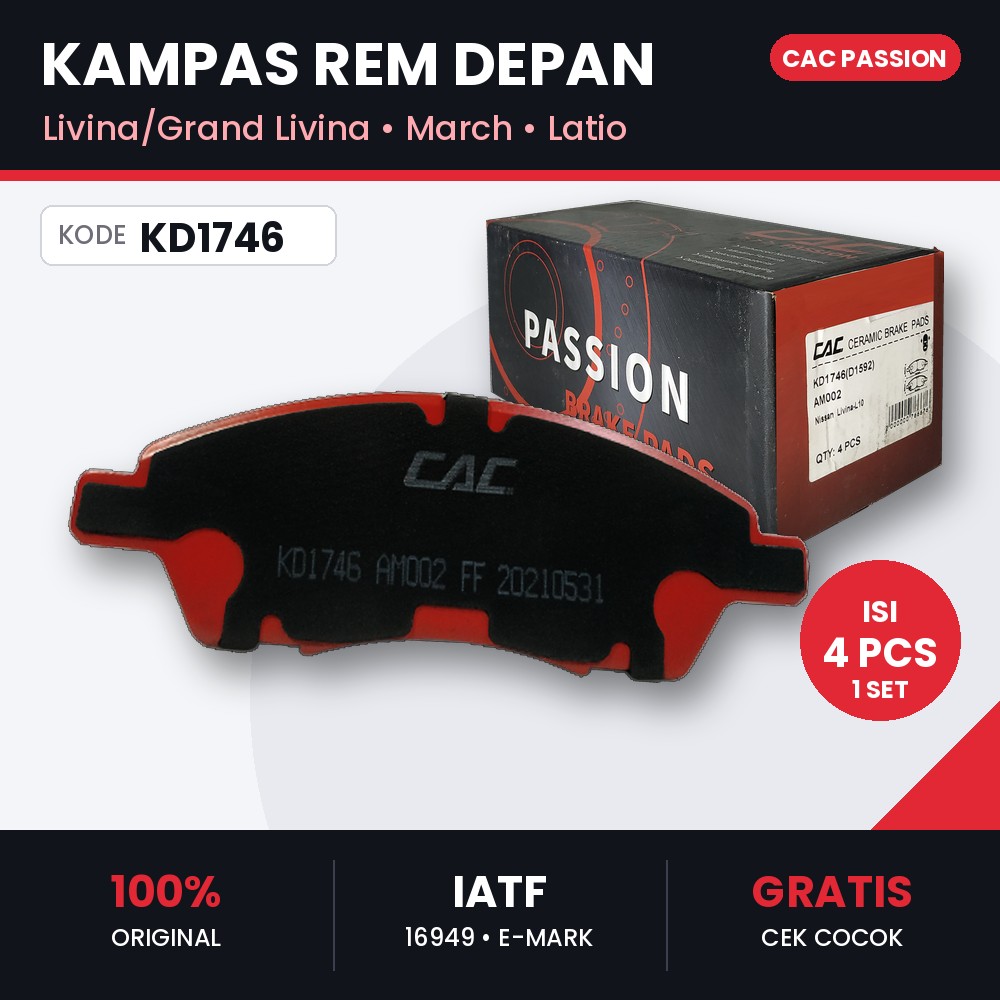 KAMPAS REM DEPAN
CAC PASSION
Livina/Grand Livina • March • Latio
KODE KD1746
CAC
PASSION
BRAKE PADS
CAC CERAMIC BRAKE PADS
KD1746(D1592)
AM002
Nissan Livina-L10
QTY: 4 PCS
CAC
KD1746 AM002 FF 20210531
ISI
4 PCS
1 SET
100%
ORIGINAL
IATF
16949 • E-MARK
GRATIS
CEK COCOK